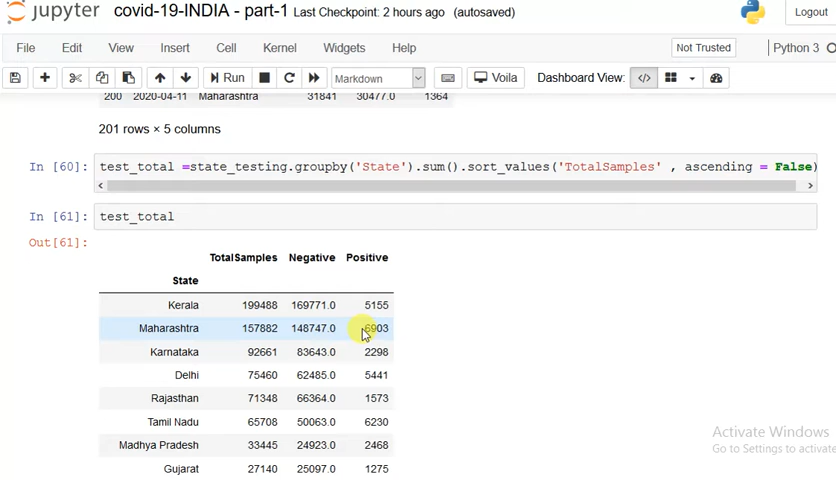 jupyter covid-19-INDIA - part-1 Last Checkpoint: 2 hours ago (autosaved) Logout
File Edit View Insert Cell Kernel Widgets Help Not Trusted Python 3
Run Markdown Voila Dashboard View:
200 2020-04-11 Maharashtra 31841 30477.0 1364
201 rows × 5 columns
In [60]: test_total =state_testing.groupby('State').sum().sort_values('TotalSamples' , ascending = False)
In [61]: test_total
Out[61]:
TotalSamples Negative Positive
State
Kerala 199488 169771.0 5155
Maharashtra 157882 148747.0 6903
Karnataka 92661 83643.0 2298
Delhi 75460 62485.0 5441
Rajasthan 71348 66364.0 1573
Tamil Nadu 65708 50063.0 6230
Madhya Pradesh 33445 24923.0 2468
Gujarat 27140 25097.0 1275
Activate Windows
Go to Settings to activate